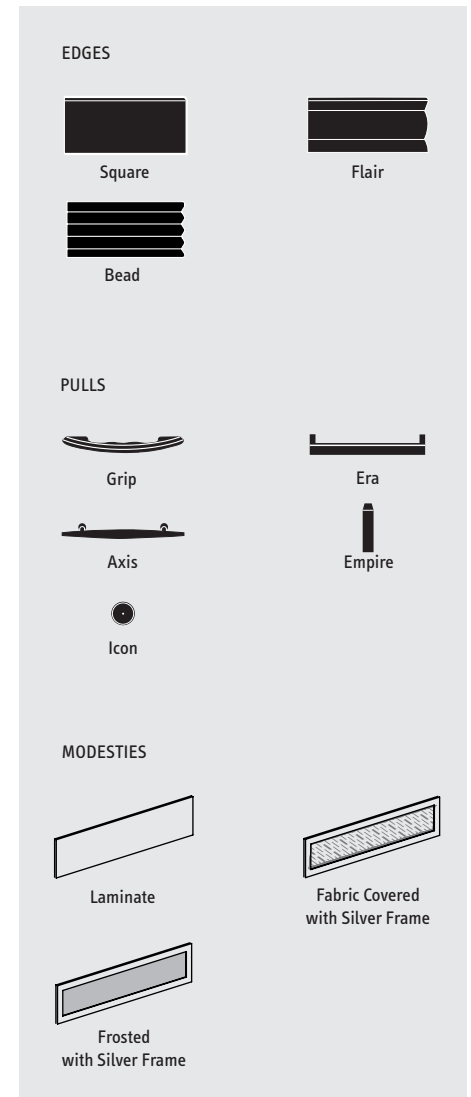 EDGES
Square
Flair
Bead
PULLS
Grip
Era
Axis
Empire
Icon
MODESTIES
Laminate
Fabric Covered
with Silver Frame
Frosted
with Silver Frame